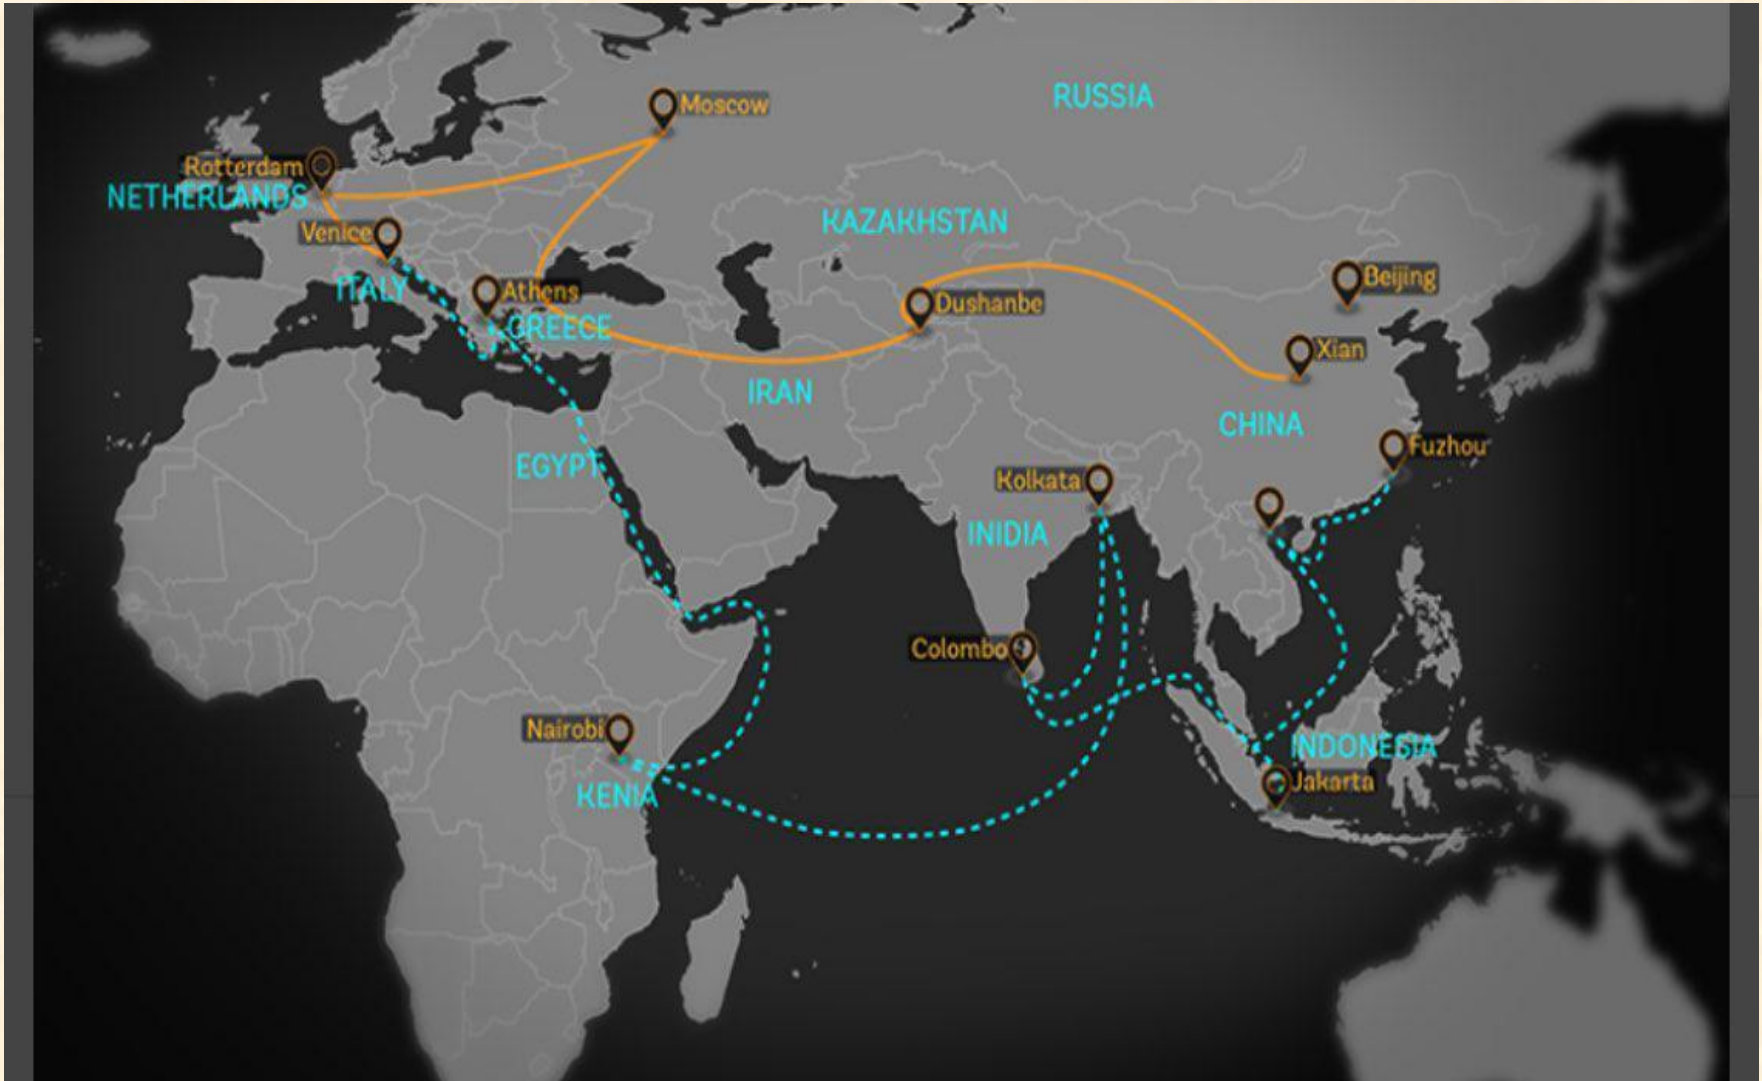 RUSSIA
Moscow
Rotterdam
NETHERLANDS
KAZAKHSTAN
Venice
Beijing
ITALY
Athens
Dushanbe
GREECE
Xian
IRAN
CHINA
Fuzhou
EGYPT
Kolkata
INIDIA
Colombo
Nairobi
INDONESIA
Jakarta
KENIA